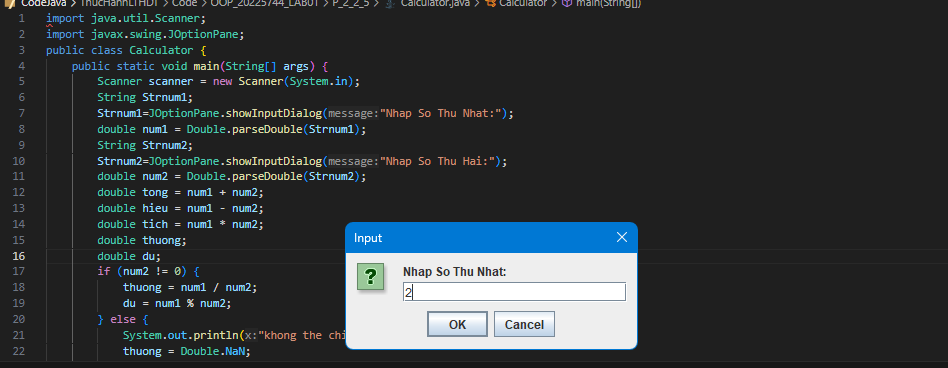 CodeJava > ThucHanhLTHDT > Code > OOP_20225744_LAB01 > P_2_2_5 > Calculator.java > Calculator > main(String[])
1 import java.util.Scanner;
2 import javax.swing.JOptionPane;
3 public class Calculator {
4 public static void main(String[] args) {
5 Scanner scanner = new Scanner(System.in);
6 String Strnum1;
7 Strnum1=JOptionPane.showInputDialog(message:"Nhap So Thu Nhat:");
8 double num1 = Double.parseDouble(Strnum1);
9 String Strnum2;
10 Strnum2=JOptionPane.showInputDialog(message:"Nhap So Thu Hai:");
11 double num2 = Double.parseDouble(Strnum2);
12 double tong = num1 + num2;
13 double hieu = num1 - num2;
14 double tich = num1 * num2;
15 double thuong;
16 double du;
17 if (num2 != 0) {
18 thuong = num1 / num2;
19 du = num1 % num2;
20 } else {
21 System.out.println(x:"khong the chi
22 thuong = Double.NaN;
Input
Nhap So Thu Nhat:
2
OK Cancel